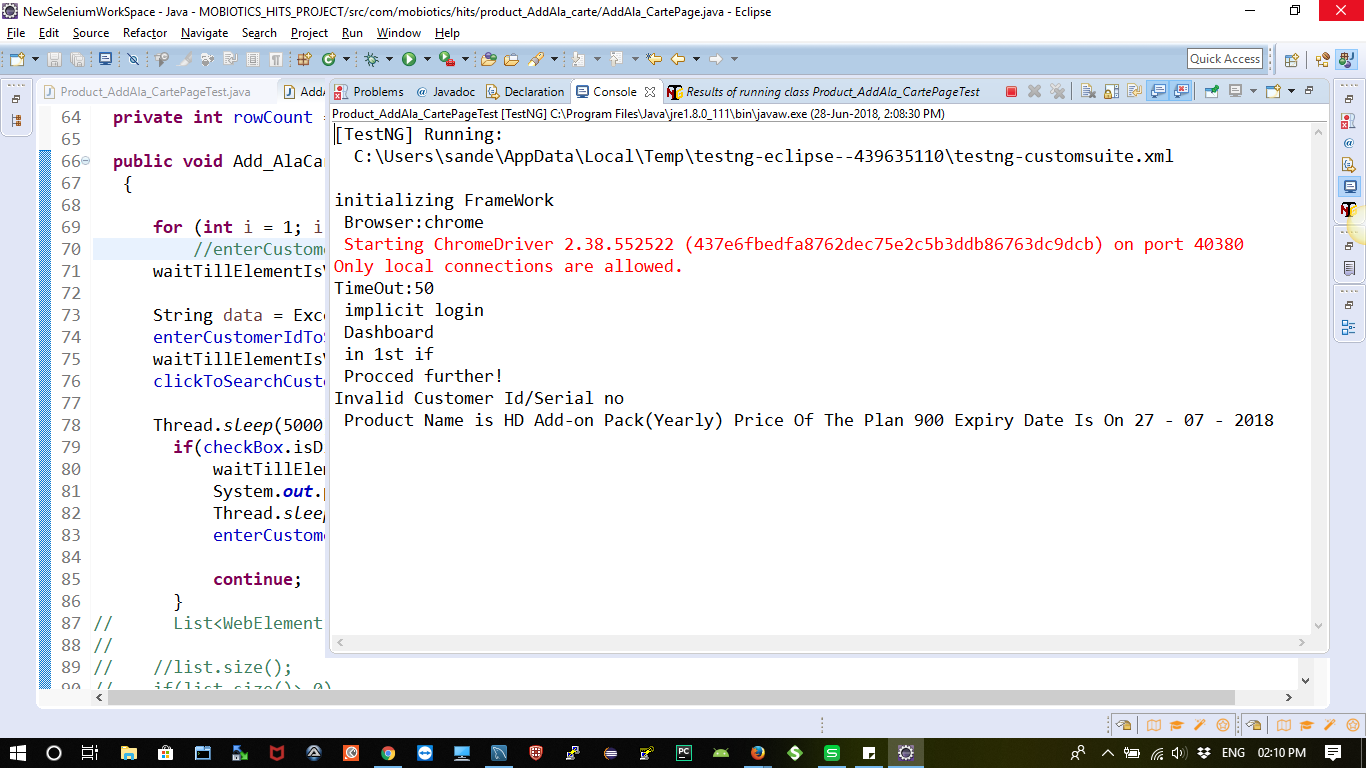 NewSeleniumWorkSpace - Java - MOBIOTICS_HITS_PROJECT/src/com/mobiotics/hits/product_AddAla_carte/AddAla_CartePage.java - Eclipse
File Edit Source Refactor Navigate Search Project Run Window Help
Quick Access
Product_AddAla_CartePageTest.java
AddA
Problems @ Javadoc Declaration Console Results of running class Product_AddAla_CartePageTest
Product_AddAla_CartePageTest [TestNG] C:\Program Files\Java\jre1.8.0_111\bin\javaw.exe (28-Jun-2018, 2:08:30 PM)
[TestNG] Running:
C:\Users\sande\AppData\Local\Temp\testng-eclipse--439635110\testng-customsuite.xml
initializing FrameWork
Browser:chrome
Starting ChromeDriver 2.38.552522 (437e6fbedfa8762dec75e2c5b3ddb86763dc9dcb) on port 40380
Only local connections are allowed.
TimeOut:50
implicit login
Dashboard
in 1st if
Procced further!
Invalid Customer Id/Serial no
Product Name is HD Add-on Pack(Yearly) Price Of The Plan 900 Expiry Date Is On 27 - 07 - 2018
64 private int rowCount =
65
66 public void Add_AlaCa
67 {
68
69 for (int i = 1; i
70 //enterCustome
71 waitTillElementIsV
72
73 String data = Exce
74 enterCustomerIdToS
75 waitTillElementIsV
76 clickToSearchCusto
77
78 Thread.sleep(5000
79 if(checkBox.isDi
80 waitTillElem
81 System.out.p
82 Thread.sleep
83 enterCustome
84
85 continue;
86 }
87 // List<WebElement
88 //
89 // //list.size();
90 // if(list.size()> 0)
ENG 02:10 PM